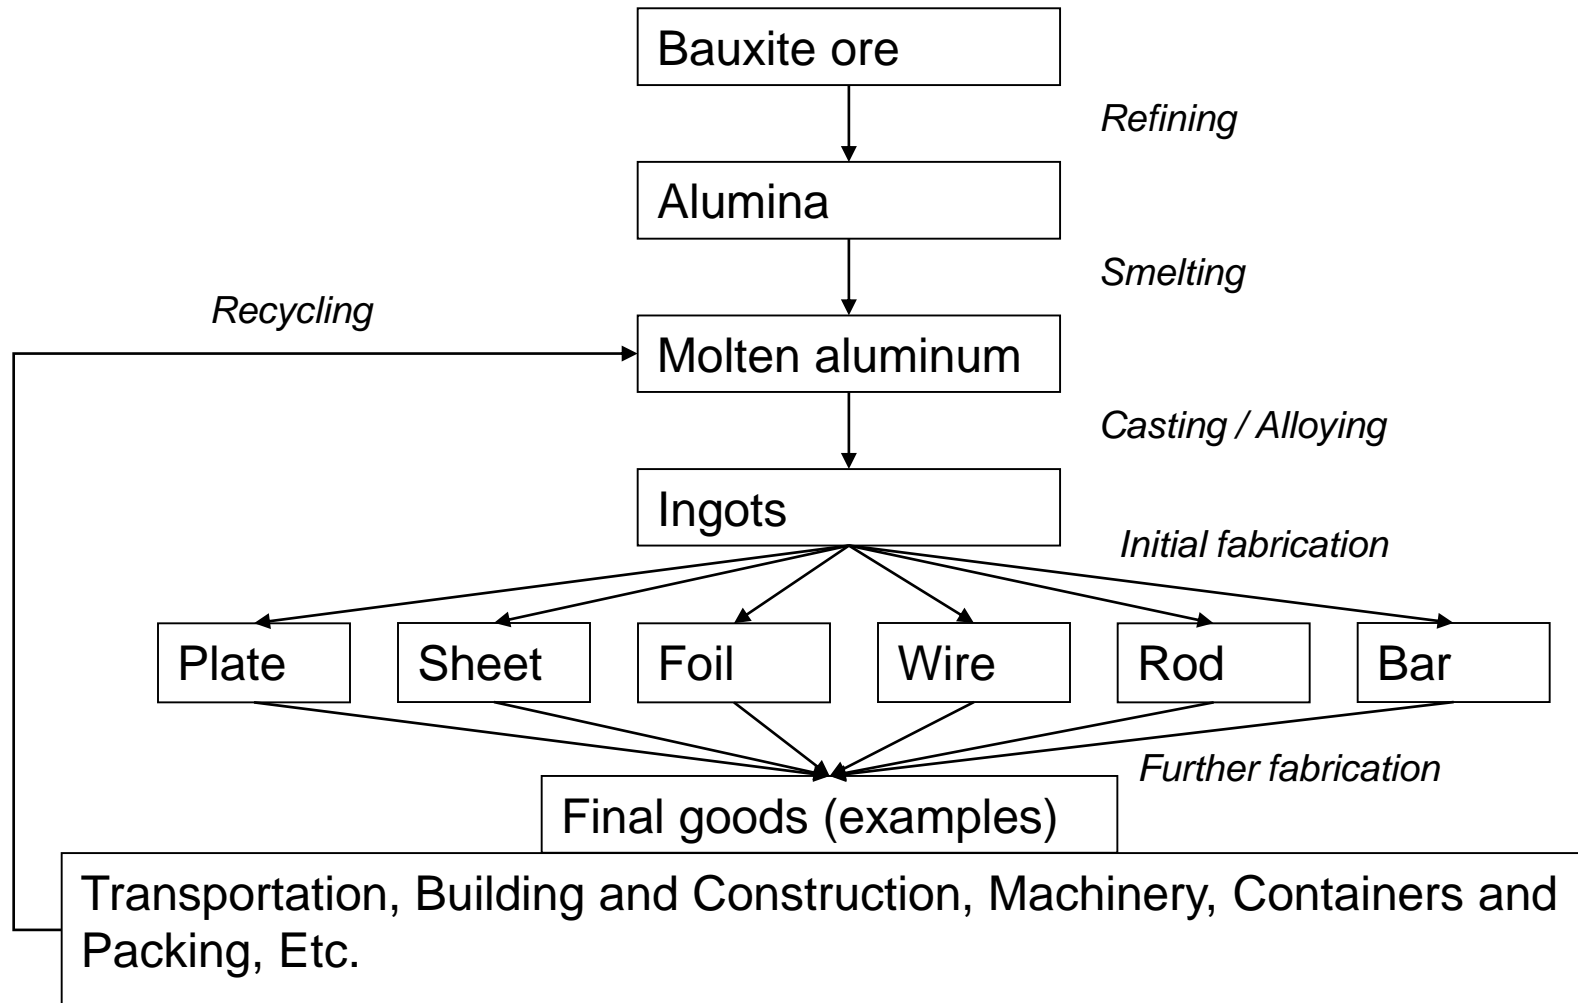 Bauxite ore
Refining
Alumina
Smelting
Recycling
Molten aluminum
Casting / Alloying
Ingots
Initial fabrication
Plate
Sheet
Foil
Wire
Rod
Bar
Further fabrication
Final goods (examples)
Transportation, Building and Construction, Machinery, Containers and
Packing, Etc.